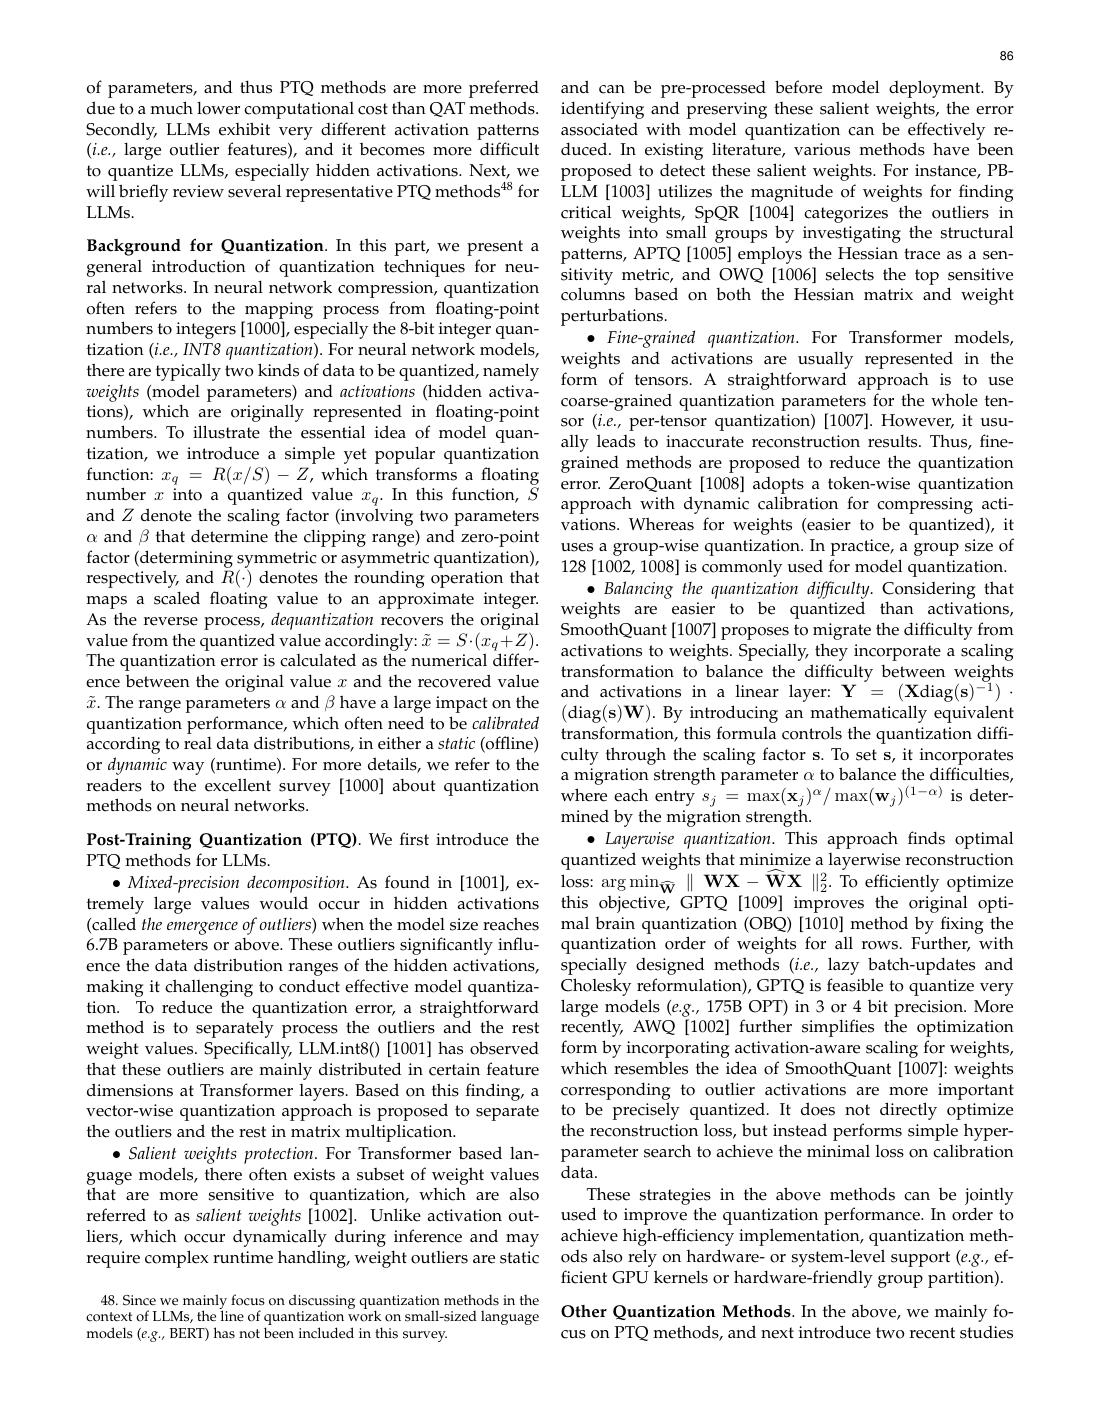 86
of parameters, and thus PTQ methods are more preferred
due to a much lower computational cost than QAT methods.
Secondly, LLMs exhibit very different activation patterns
(i.e., large outlier features), and it becomes more difficult
to quantize LLMs, especially hidden activations. Next, we
will briefly review several representative PTQ methods⁴⁸ for
LLMs.
Background for Quantization. In this part, we present a
general introduction of quantization techniques for neu-
ral networks. In neural network compression, quantization
often refers to the mapping process from floating-point
numbers to integers [1000], especially the 8-bit integer quan-
tization (i.e., INT8 quantization). For neural network models,
there are typically two kinds of data to be quantized, namely
weights (model parameters) and activations (hidden activa-
tions), which are originally represented in floating-point
numbers. To illustrate the essential idea of model quan-
tization, we introduce a simple yet popular quantization
function: x_q = R(x/S) − Z, which transforms a floating
number x into a quantized value x_q. In this function, S
and Z denote the scaling factor (involving two parameters
α and β that determine the clipping range) and zero-point
factor (determining symmetric or asymmetric quantization),
respectively, and R(·) denotes the rounding operation that
maps a scaled floating value to an approximate integer.
As the reverse process, dequantization recovers the original
value from the quantized value accordingly: x̃ = S·(x_q+Z).
The quantization error is calculated as the numerical differ-
ence between the original value x and the recovered value
x̃. The range parameters α and β have a large impact on the
quantization performance, which often need to be calibrated
according to real data distributions, in either a static (offline)
or dynamic way (runtime). For more details, we refer to the
readers to the excellent survey [1000] about quantization
methods on neural networks.
Post-Training Quantization (PTQ). We first introduce the
PTQ methods for LLMs.
• Mixed-precision decomposition. As found in [1001], ex-
tremely large values would occur in hidden activations
(called the emergence of outliers) when the model size reaches
6.7B parameters or above. These outliers significantly influ-
ence the data distribution ranges of the hidden activations,
making it challenging to conduct effective model quantiza-
tion. To reduce the quantization error, a straightforward
method is to separately process the outliers and the rest
weight values. Specifically, LLM.int8() [1001] has observed
that these outliers are mainly distributed in certain feature
dimensions at Transformer layers. Based on this finding, a
vector-wise quantization approach is proposed to separate
the outliers and the rest in matrix multiplication.
• Salient weights protection. For Transformer based lan-
guage models, there often exists a subset of weight values
that are more sensitive to quantization, which are also
referred to as salient weights [1002]. Unlike activation out-
liers, which occur dynamically during inference and may
require complex runtime handling, weight outliers are static
48. Since we mainly focus on discussing quantization methods in the
context of LLMs, the line of quantization work on small-sized language
models (e.g., BERT) has not been included in this survey.
and can be pre-processed before model deployment. By
identifying and preserving these salient weights, the error
associated with model quantization can be effectively re-
duced. In existing literature, various methods have been
proposed to detect these salient weights. For instance, PB-
LLM [1003] utilizes the magnitude of weights for finding
critical weights, SpQR [1004] categorizes the outliers in
weights into small groups by investigating the structural
patterns, APTQ [1005] employs the Hessian trace as a sen-
sitivity metric, and OWQ [1006] selects the top sensitive
columns based on both the Hessian matrix and weight
perturbations.
• Fine-grained quantization. For Transformer models,
weights and activations are usually represented in the
form of tensors. A straightforward approach is to use
coarse-grained quantization parameters for the whole ten-
sor (i.e., per-tensor quantization) [1007]. However, it usu-
ally leads to inaccurate reconstruction results. Thus, fine-
grained methods are proposed to reduce the quantization
error. ZeroQuant [1008] adopts a token-wise quantization
approach with dynamic calibration for compressing acti-
vations. Whereas for weights (easier to be quantized), it
uses a group-wise quantization. In practice, a group size of
128 [1002, 1008] is commonly used for model quantization.
• Balancing the quantization difficulty. Considering that
weights are easier to be quantized than activations,
SmoothQuant [1007] proposes to migrate the difficulty from
activations to weights. Specially, they incorporate a scaling
transformation to balance the difficulty between weights
and activations in a linear layer: Y = (Xdiag(s)⁻¹) ·
(diag(s)W). By introducing an mathematically equivalent
transformation, this formula controls the quantization diffi-
culty through the scaling factor s. To set s, it incorporates
a migration strength parameter α to balance the difficulties,
where each entry s_j = max(x_j)^α/ max(w_j)^(1−α) is deter-
mined by the migration strength.
• Layerwise quantization. This approach finds optimal
quantized weights that minimize a layerwise reconstruction
loss: arg min_Ŵ ∥ WX − ŴX ∥₂². To efficiently optimize
this objective, GPTQ [1009] improves the original opti-
mal brain quantization (OBQ) [1010] method by fixing the
quantization order of weights for all rows. Further, with
specially designed methods (i.e., lazy batch-updates and
Cholesky reformulation), GPTQ is feasible to quantize very
large models (e.g., 175B OPT) in 3 or 4 bit precision. More
recently, AWQ [1002] further simplifies the optimization
form by incorporating activation-aware scaling for weights,
which resembles the idea of SmoothQuant [1007]: weights
corresponding to outlier activations are more important
to be precisely quantized. It does not directly optimize
the reconstruction loss, but instead performs simple hyper-
parameter search to achieve the minimal loss on calibration
data.
These strategies in the above methods can be jointly
used to improve the quantization performance. In order to
achieve high-efficiency implementation, quantization meth-
ods also rely on hardware- or system-level support (e.g., ef-
ficient GPU kernels or hardware-friendly group partition).
Other Quantization Methods. In the above, we mainly fo-
cus on PTQ methods, and next introduce two recent studies